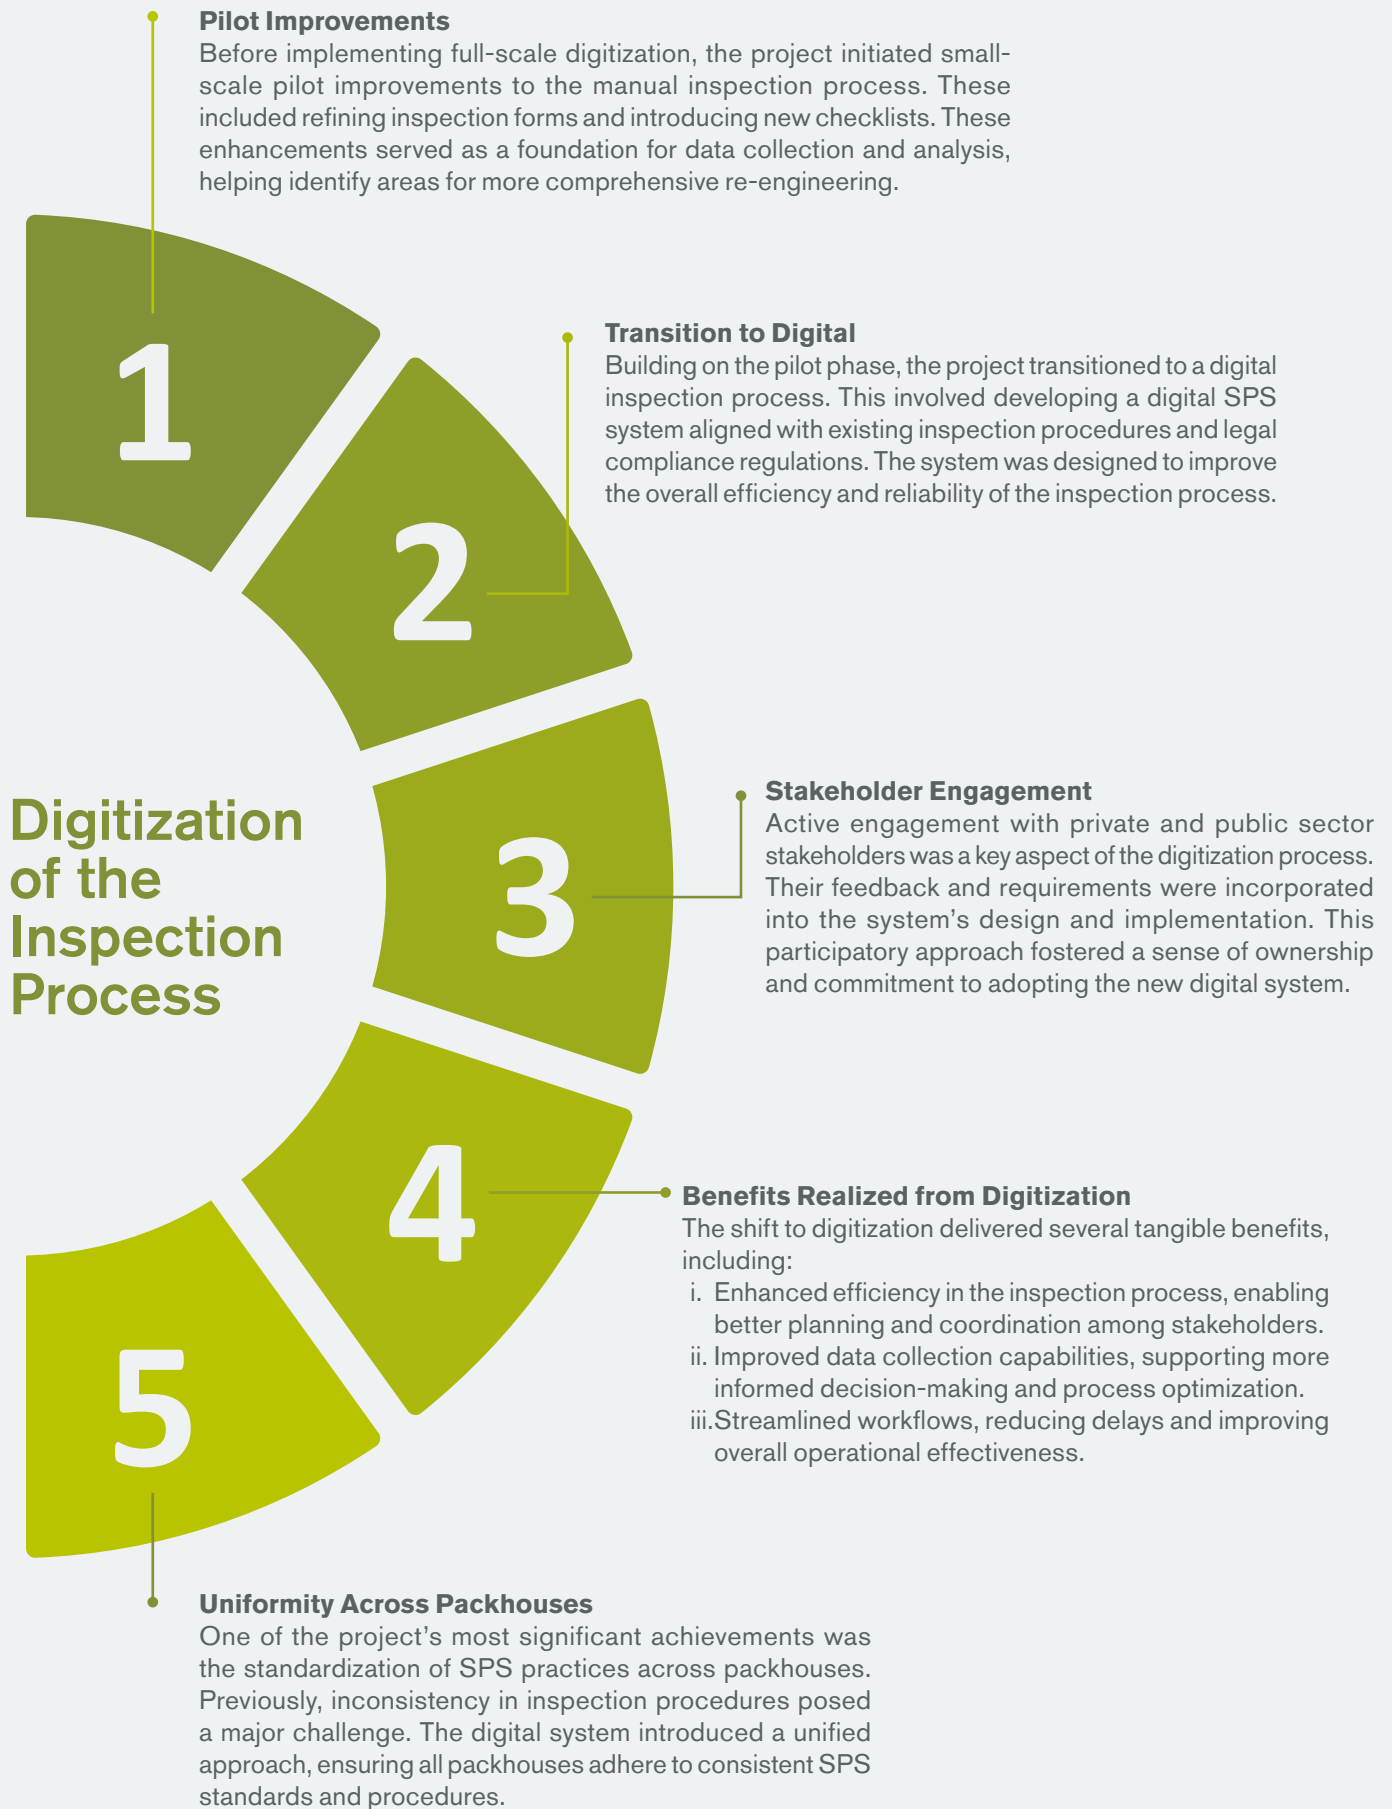 Pilot Improvements
Before implementing full-scale digitization, the project initiated small-
scale pilot improvements to the manual inspection process. These
included refining inspection forms and introducing new checklists. These
enhancements served as a foundation for data collection and analysis,
helping identify areas for more comprehensive re-engineering.
1
Transition to Digital
Building on the pilot phase, the project transitioned to a digital
inspection process. This involved developing a digital SPS
system aligned with existing inspection procedures and legal
compliance regulations. The system was designed to improve
the overall efficiency and reliability of the inspection process.
2
Digitization
of the
Inspection
Process
Stakeholder Engagement
Active engagement with private and public sector
stakeholders was a key aspect of the digitization process.
Their feedback and requirements were incorporated
into the system’s design and implementation. This
participatory approach fostered a sense of ownership
and commitment to adopting the new digital system.
3
Benefits Realized from Digitization
The shift to digitization delivered several tangible benefits,
including:
i. Enhanced efficiency in the inspection process, enabling
better planning and coordination among stakeholders.
ii. Improved data collection capabilities, supporting more
informed decision-making and process optimization.
iii.Streamlined workflows, reducing delays and improving
overall operational effectiveness.
4
5
Uniformity Across Packhouses
One of the project’s most significant achievements was
the standardization of SPS practices across packhouses.
Previously, inconsistency in inspection procedures posed
a major challenge. The digital system introduced a unified
approach, ensuring all packhouses adhere to consistent SPS
standards and procedures.